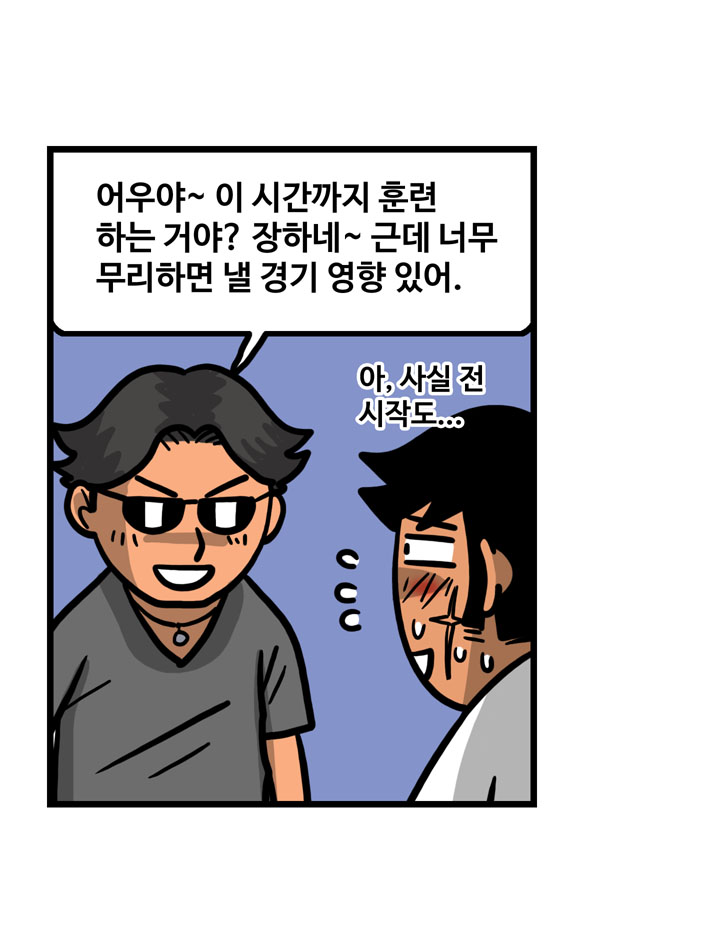 어우야~ 이 시간까지 훈련
하는 거야? 장하네~ 근데 너무
무리하면 낼 경기 영향 있어.
아, 사실 전
시작도...